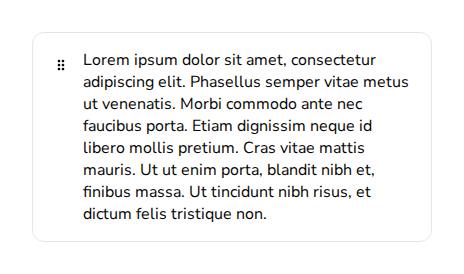 Lorem ipsum dolor sit amet, consectetur
adipiscing elit. Phasellus semper vitae metus
ut venenatis. Morbi commodo ante nec
faucibus porta. Etiam dignissim neque id
libero mollis pretium. Cras vitae mattis
mauris. Ut ut enim porta, blandit nibh et,
finibus massa. Ut tincidunt nibh risus, et
dictum felis tristique non.